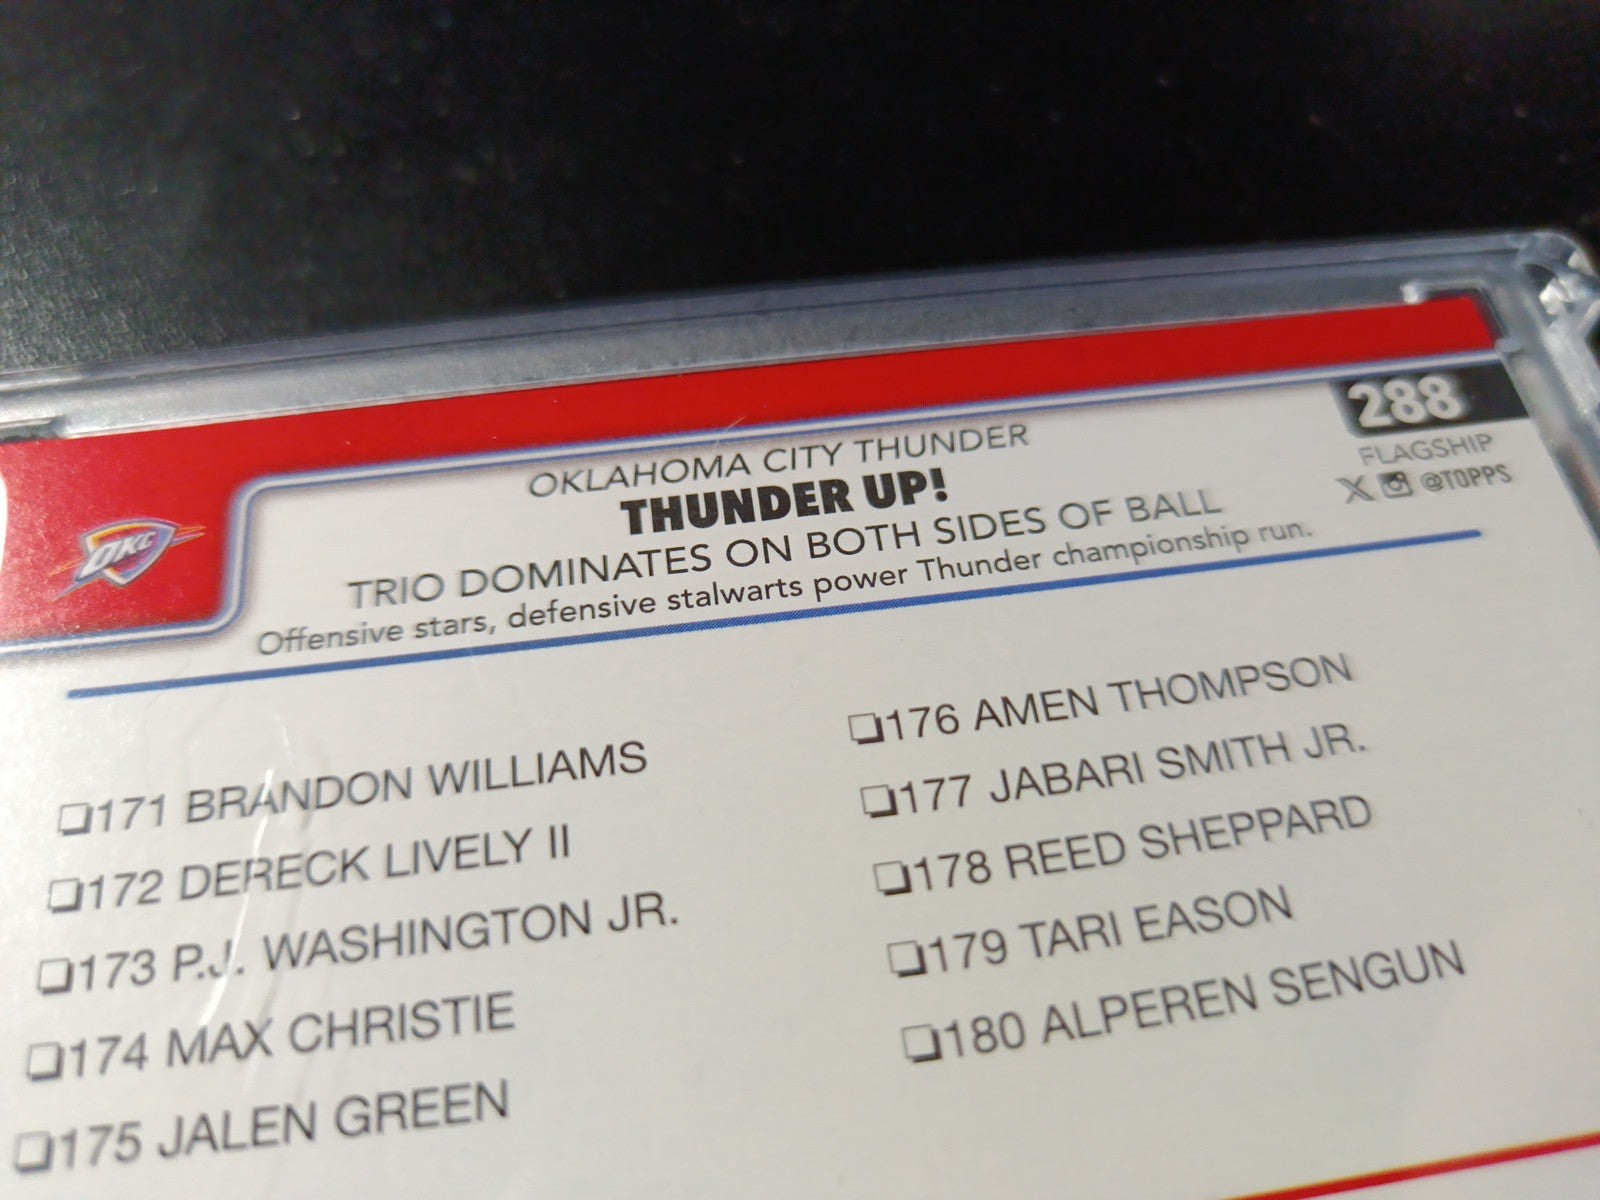 288
FLAGSHIP
X @TOPPS
OKC
OKLAHOMA CITY THUNDER
THUNDER UP!
TRIO DOMINATES ON BOTH SIDES OF BALL
Offensive stars, defensive stalwarts power Thunder championship run.
❏171 BRANDON WILLIAMS
❏172 DERECK LIVELY II
❏173 P.J. WASHINGTON JR.
❏174 MAX CHRISTIE
❏175 JALEN GREEN
❏176 AMEN THOMPSON
❏177 JABARI SMITH JR.
❏178 REED SHEPPARD
❏179 TARI EASON
❏180 ALPEREN SENGUN